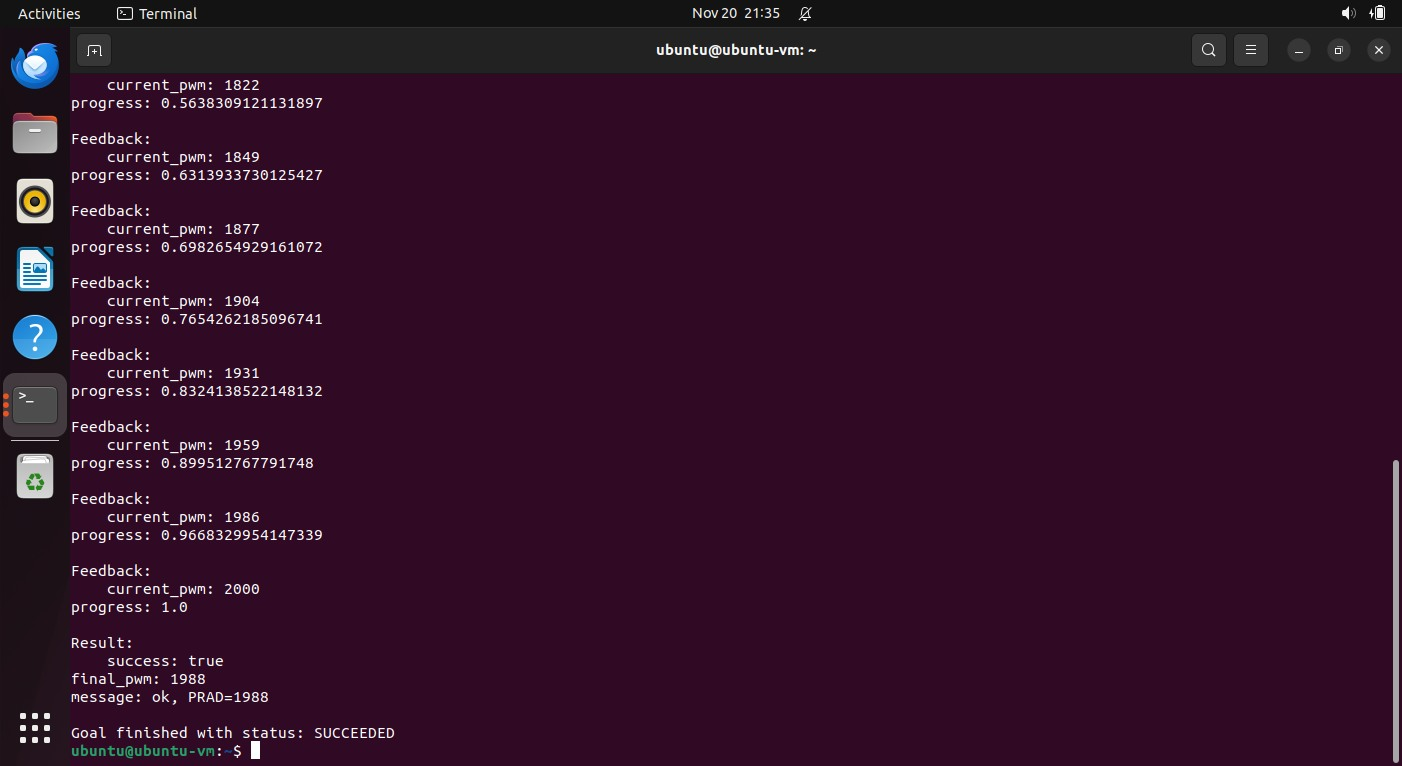 Activities
Terminal
Nov 20 21:35
ubuntu@ubuntu-vm: ~
    current_pwm: 1822
progress: 0.5638309121131897
Feedback:
    current_pwm: 1849
progress: 0.6313933730125427
Feedback:
    current_pwm: 1877
progress: 0.6982654929161072
Feedback:
    current_pwm: 1904
progress: 0.7654262185096741
Feedback:
    current_pwm: 1931
progress: 0.8324138522148132
Feedback:
    current_pwm: 1959
progress: 0.899512767791748
Feedback:
    current_pwm: 1986
progress: 0.9668329954147339
Feedback:
    current_pwm: 2000
progress: 1.0
Result:
    success: true
final_pwm: 1988
message: ok, PRAD=1988
Goal finished with status: SUCCEEDED
ubuntu@ubuntu-vm:~$